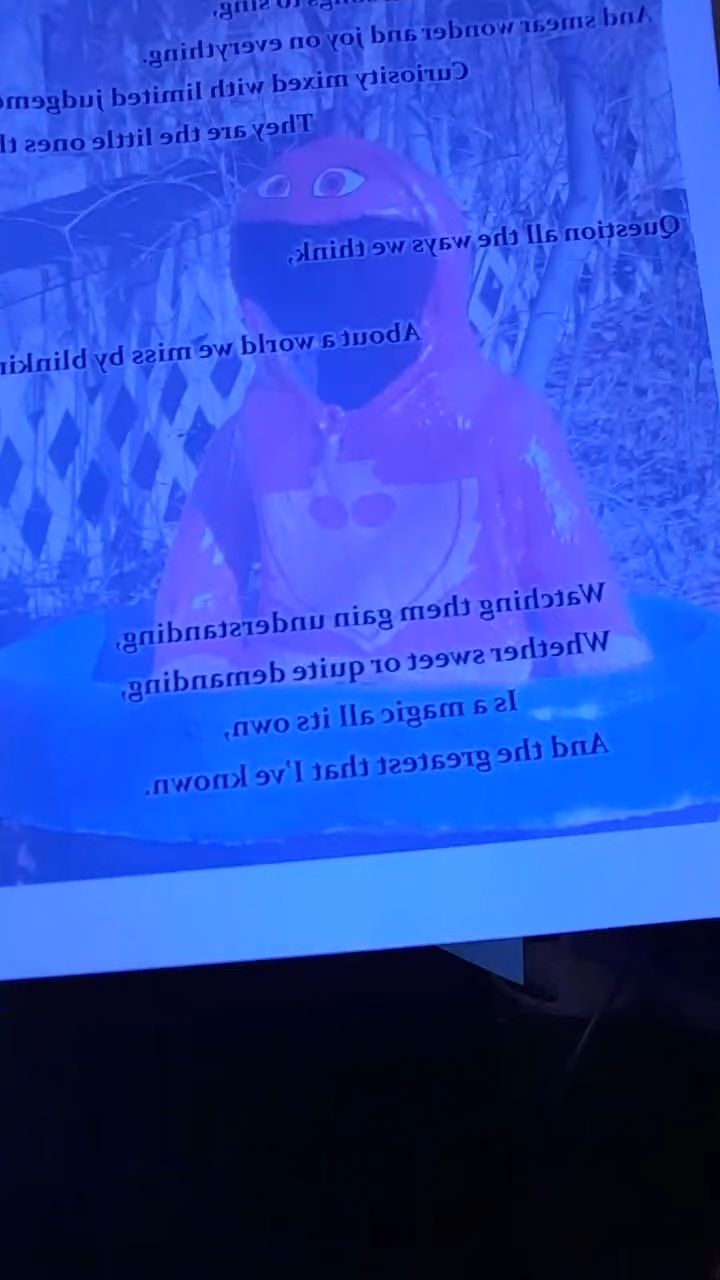 to sing,
And smear wonder and joy on everything.
Curiosity mixed with limited
They are the little ones
Question all the ways we think,
About a world we miss by
Watching them gain understanding,
Whether sweet or quite demanding,
Is a magic all its own,
And the greatest that I've known.